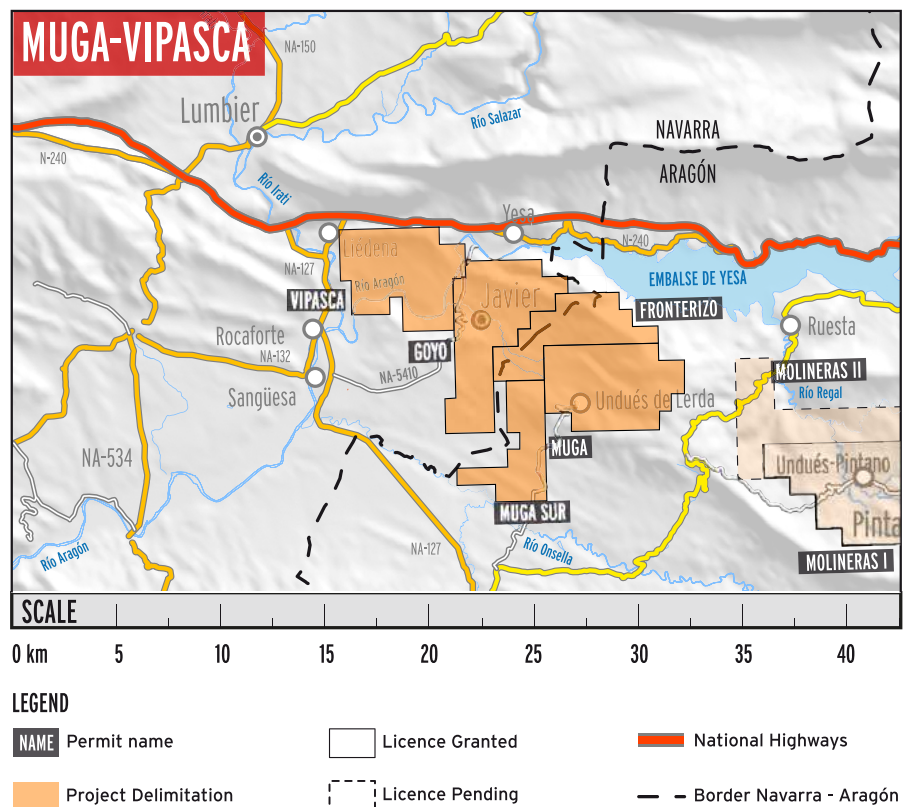 MUGA-VIPASCA
NA-150
Lumbier
Río Salazar
NAVARRA
N-240
ARAGÓN
Río Irati
Yesa
Liédena
N-240
NA-127
EMBALSE DE YESA
Río Aragón
VIPASCA
Javier
FRONTERIZO
Rocaforte
Ruesta
GOYO
NA-132
NA-5410
MOLINERAS II
Sangüesa
Río Regal
Undués de Lerda
NA-534
MUGA
Undués-Pintano
MUGA SUR
Pinta
Río Aragón
NA-127
Río Onsella
MOLINERAS I
SCALE
0 km 5 10 15 20 25 30 35 40
LEGEND
NAME Permit name
Licence Granted
National Highways
Project Delimitation
Licence Pending
Border Navarra - Aragón